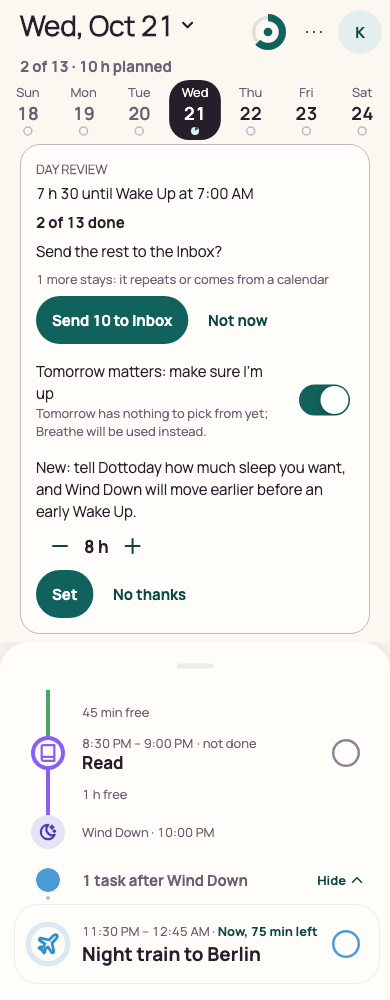 Wed, Oct 21
K
2 of 13 · 10 h planned
Sun Mon Tue Wed Thu Fri Sat
18 19 20 21 22 23 24
DAY REVIEW
7 h 30 until Wake Up at 7:00 AM
2 of 13 done
Send the rest to the Inbox?
1 more stays: it repeats or comes from a calendar
Send 10 to Inbox Not now
Tomorrow matters: make sure I'm
up
Tomorrow has nothing to pick from yet;
Breathe will be used instead.
New: tell Dottoday how much sleep you want,
and Wind Down will move earlier before an
early Wake Up.
— 8 h +
Set No thanks
45 min free
8:30 PM – 9:00 PM · not done
Read
1 h free
Wind Down · 10:00 PM
1 task after Wind Down Hide
11:30 PM – 12:45 AM · Now, 75 min left
Night train to Berlin